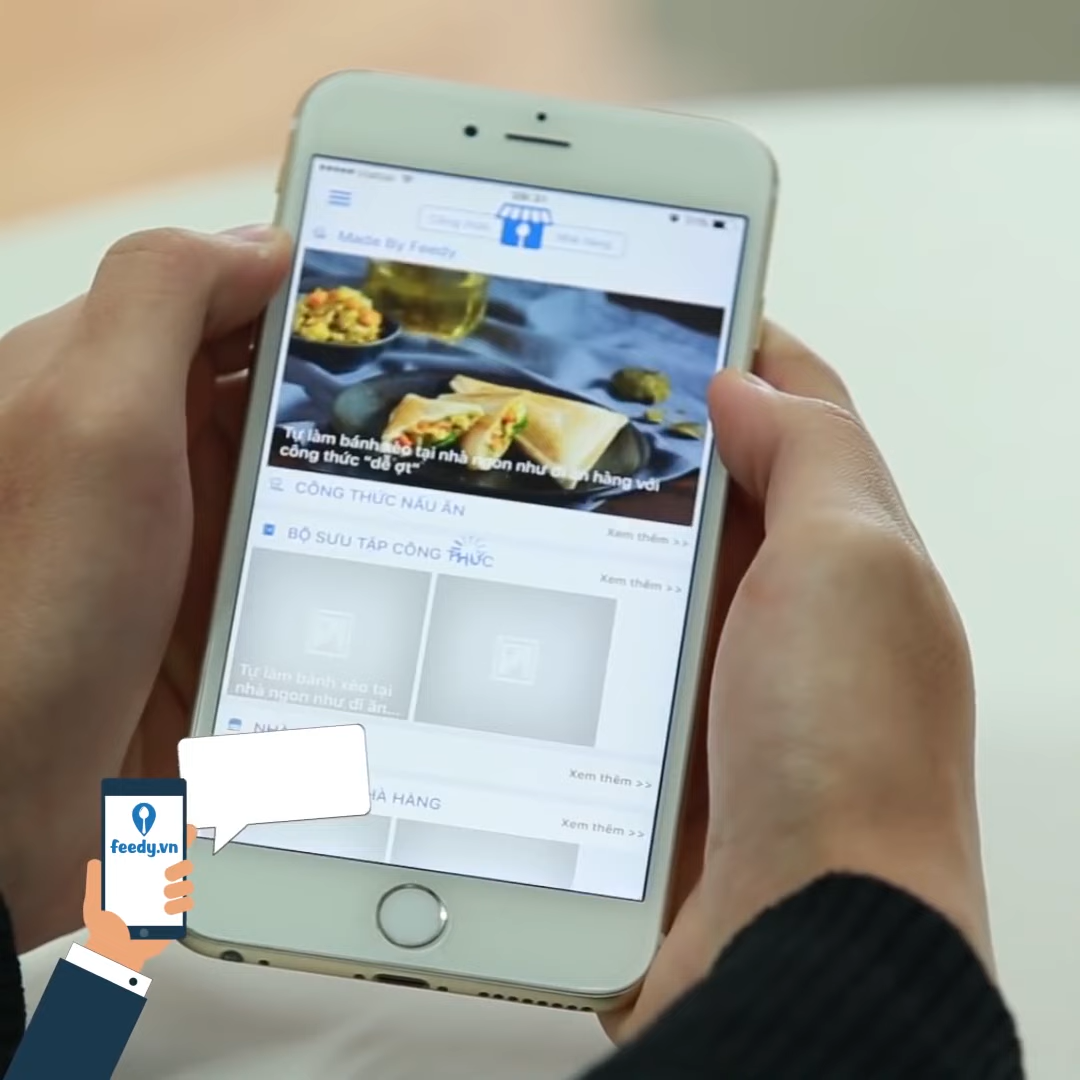 Made By Feedy
Tự làm bánh xèo tại nhà ngon như đi ăn hàng với
công thức "dễ ợt"
CÔNG THỨC NẤU ĂN
Xem thêm >>
BỘ SƯU TẬP CÔNG THỨC
Xem thêm >>
Tự làm bánh xèo tại
nhà ngon như đi ăn...
Xem thêm >>
HÀ HÀNG
Xem thêm >>
feedy.vn